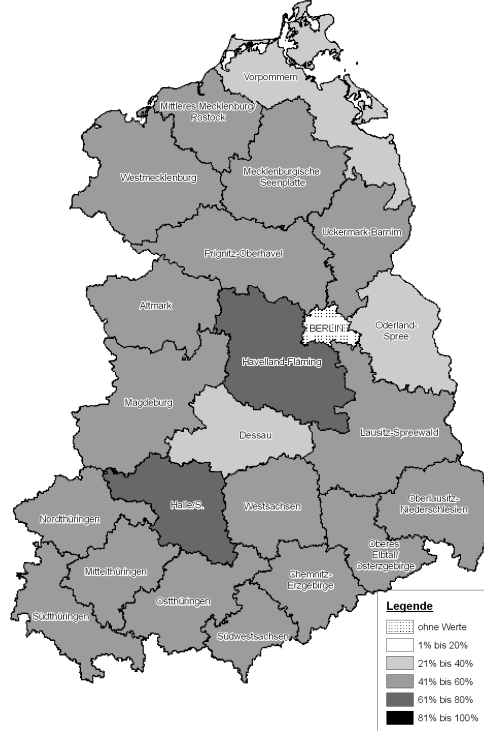 Vorpommern
Mittleres Mecklenburg/
Rostock
Westmecklenburg
Mecklenburgische
Seenplatte
Uckermark-Barnim
Prignitz-Oberhavel
Altmark
BERLIN
Oderland-
Spree
Havelland-Fläming
Magdeburg
Dessau
Lausitz-Spreewald
Halle/S.
Westsachsen
Oberlausitz-
Niederschlesien
Nordthüringen
Oberes
Elbtal/
Osterzgebirge
Mittelthüringen
Chemnitz-
Erzgebirge
Ostthüringen
Südthüringen
Südwestsachsen
Legende
ohne Werte
1% bis 20%
21% bis 40%
41% bis 60%
61% bis 80%
81% bis 100%